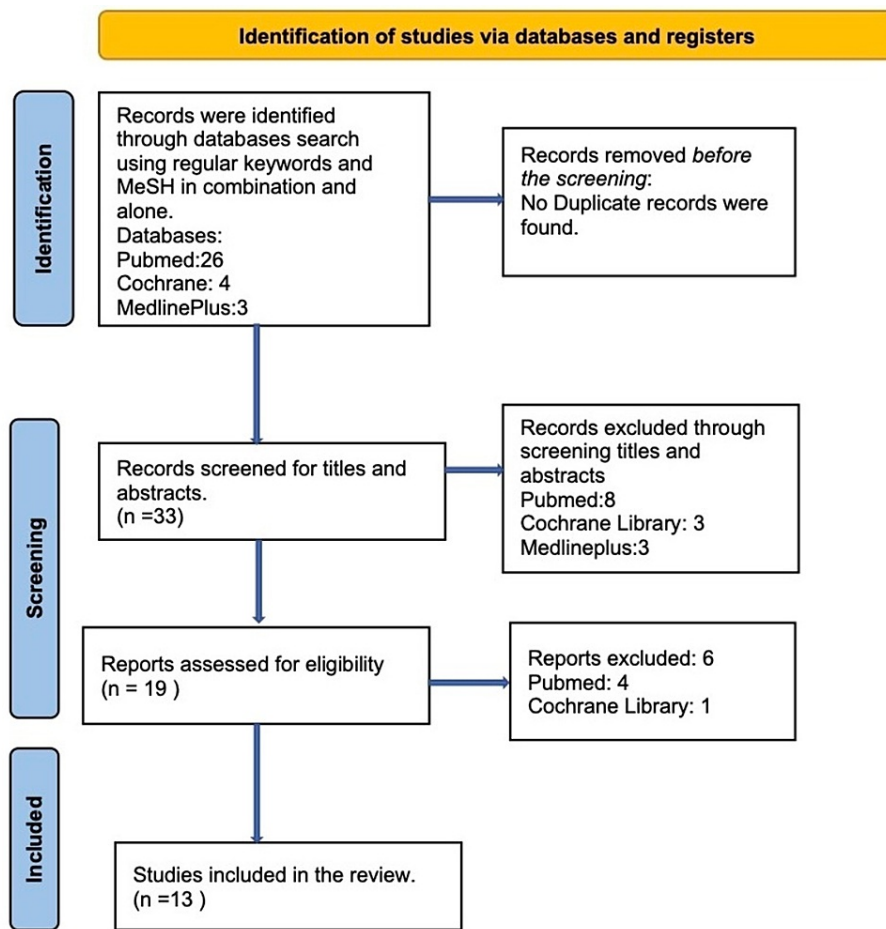 Identification of studies via databases and registers
Identification
Records were identified
through databases search
using regular keywords and
MeSH in combination and
alone.
Databases:
Pubmed:26
Cochrane: 4
MedlinePlus:3
Records removed before
the screening:
No Duplicate records were
found.
Screening
Records screened for titles and
abstracts.
(n =33)
Records excluded through
screening titles and
abstracts
Pubmed:8
Cochrane Library: 3
Medlineplus:3
Reports assessed for eligibility
(n = 19 )
Reports excluded: 6
Pubmed: 4
Cochrane Library: 1
Included
Studies included in the review.
(n =13 )